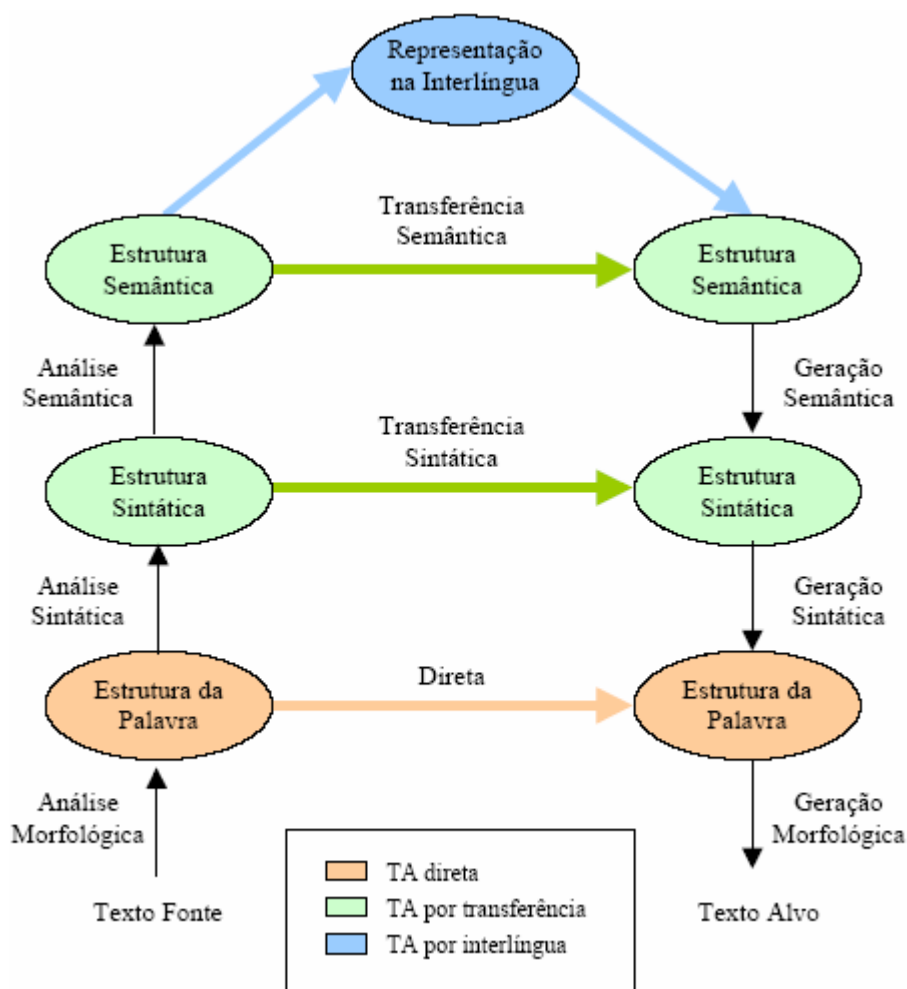 Representação
na Interlíngua
Transferência
Semântica
Estrutura
Semântica
Estrutura
Semântica
Análise
Semântica
Geração
Semântica
Transferência
Sintática
Estrutura
Sintática
Estrutura
Sintática
Análise
Sintática
Geração
Sintática
Direta
Estrutura da
Palavra
Estrutura da
Palavra
Análise
Morfológica
Geração
Morfológica
Texto Fonte
Texto Alvo
TA direta
TA por transferência
TA por interlíngua